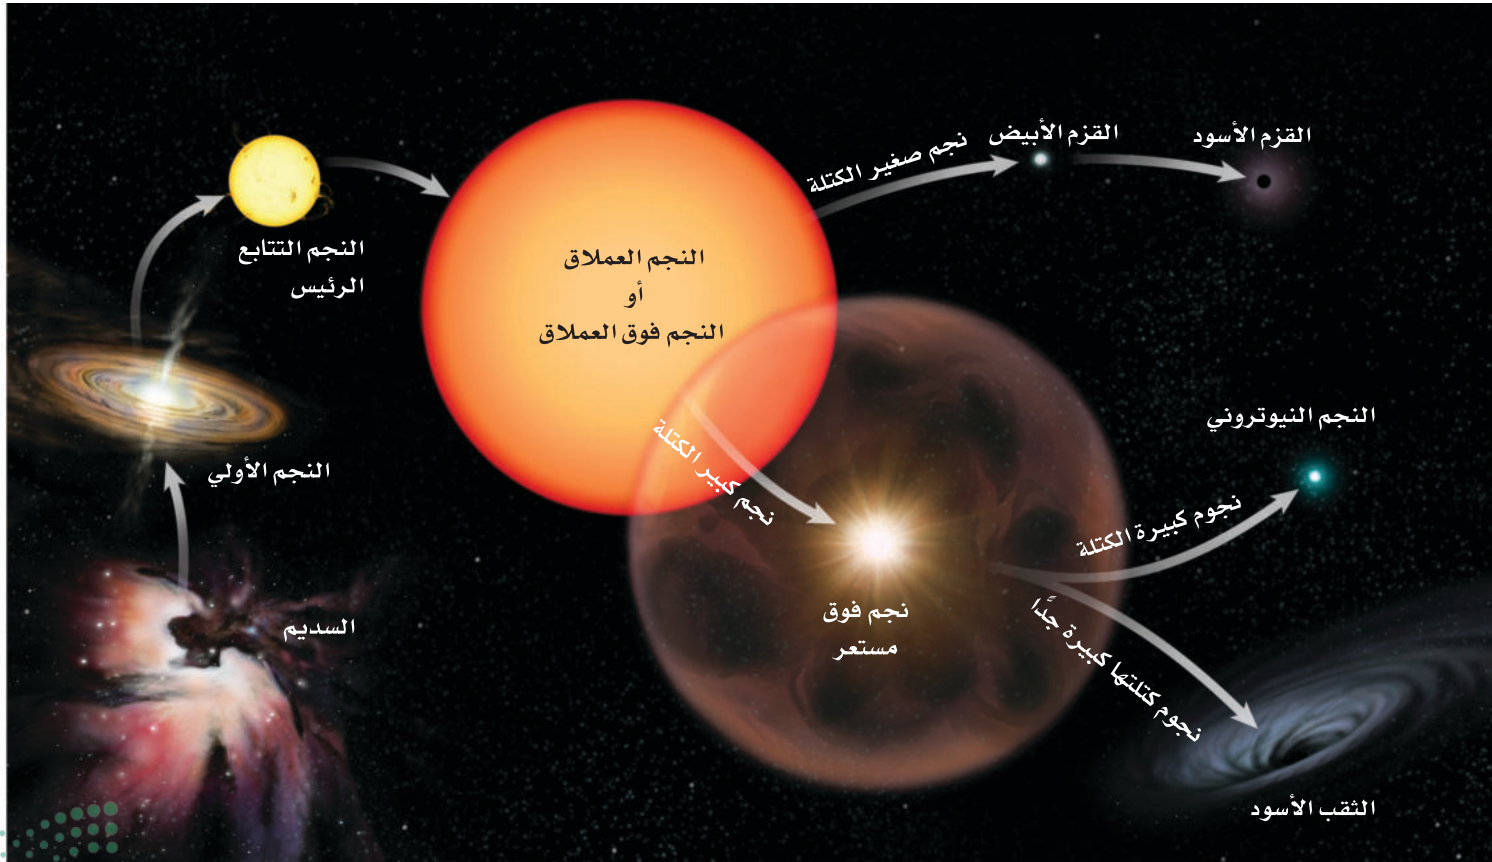 السديم
النجم الأولي
النجم التتابع
الرئيس
النجم العملاق
أو
النجم فوق العملاق
نجم صغير الكتلة
القزم الأبيض
القزم الأسود
نجم كبير الكتلة
نجم فوق
مستعر
نجوم كبيرة الكتلة
النجم النيوتروني
نجوم كتلتها كبيرة جدًّا
الثقب الأسود